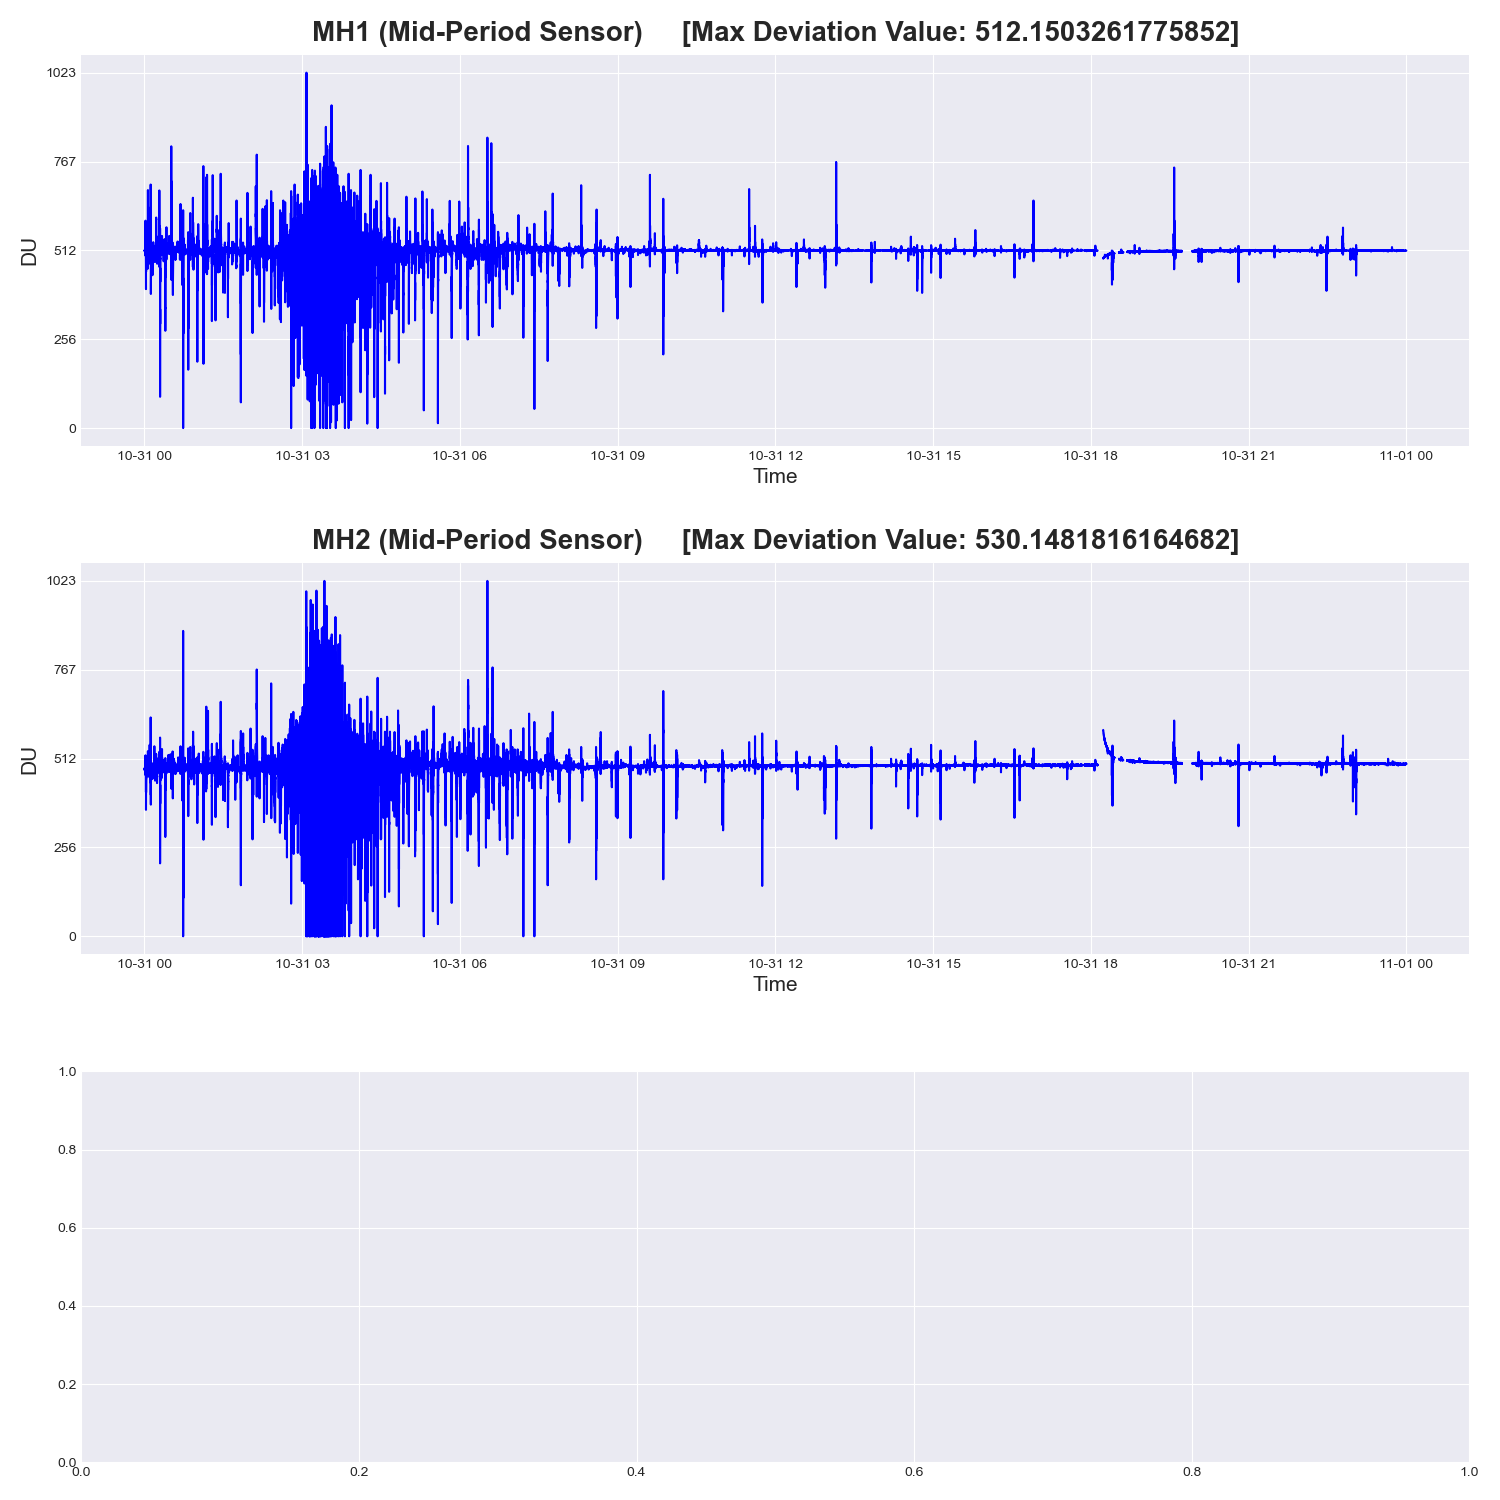 MH1 (Mid-Period Sensor) [Max Deviation Value: 512.1503261775852]
1023
767
512
256
0
DU
10-31 00 10-31 03 10-31 06 10-31 09 10-31 12 10-31 15 10-31 18 10-31 21 11-01 00
Time
MH2 (Mid-Period Sensor) [Max Deviation Value: 530.1481816164682]
1023
767
512
256
0
DU
10-31 00 10-31 03 10-31 06 10-31 09 10-31 12 10-31 15 10-31 18 10-31 21 11-01 00
Time
1.0
0.8
0.6
0.4
0.2
0.0
0.0 0.2 0.4 0.6 0.8 1.0